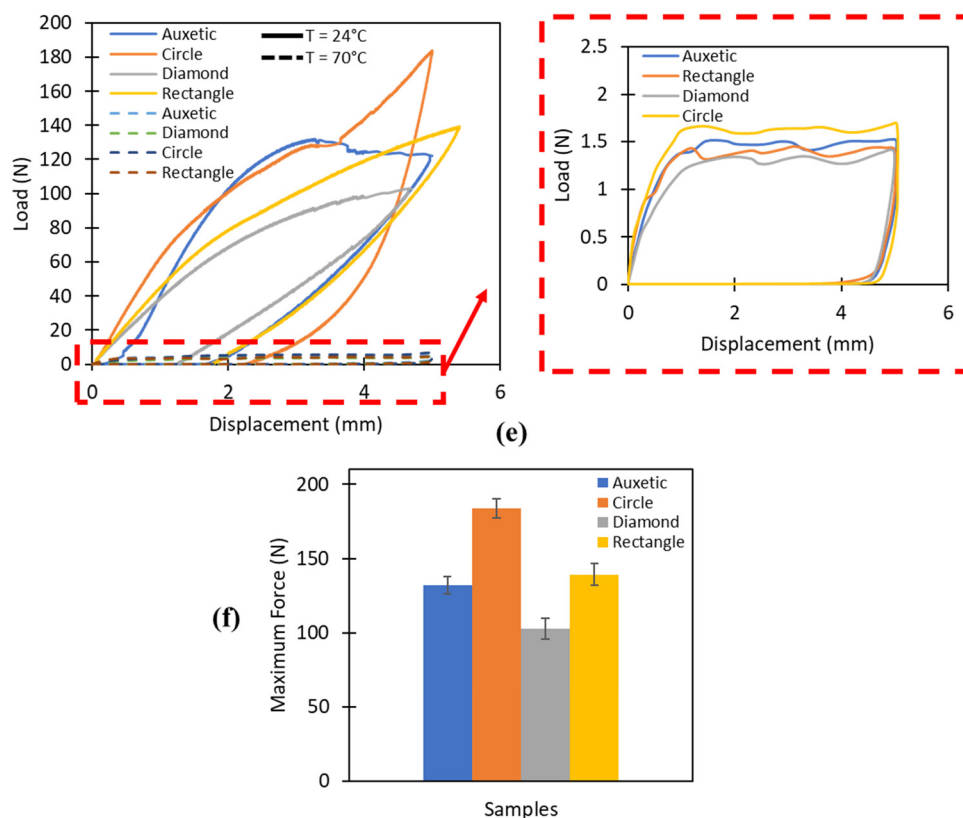 200
180
160
140
120
100
80
60
40
20
0
Load (N)
Auxetic
Circle
Diamond
Rectangle
Auxetic
Diamond
Circle
Rectangle
T = 24°C
T = 70°C
0 2 4 6
Displacement (mm)
2.5
2
1.5
1
0.5
0
Load (N)
Auxetic
Rectangle
Diamond
Circle
0 2 4 6
Displacement (mm)
(e)
(f)
200
150
100
50
0
Maximum Force (N)
Auxetic
Circle
Diamond
Rectangle
Samples